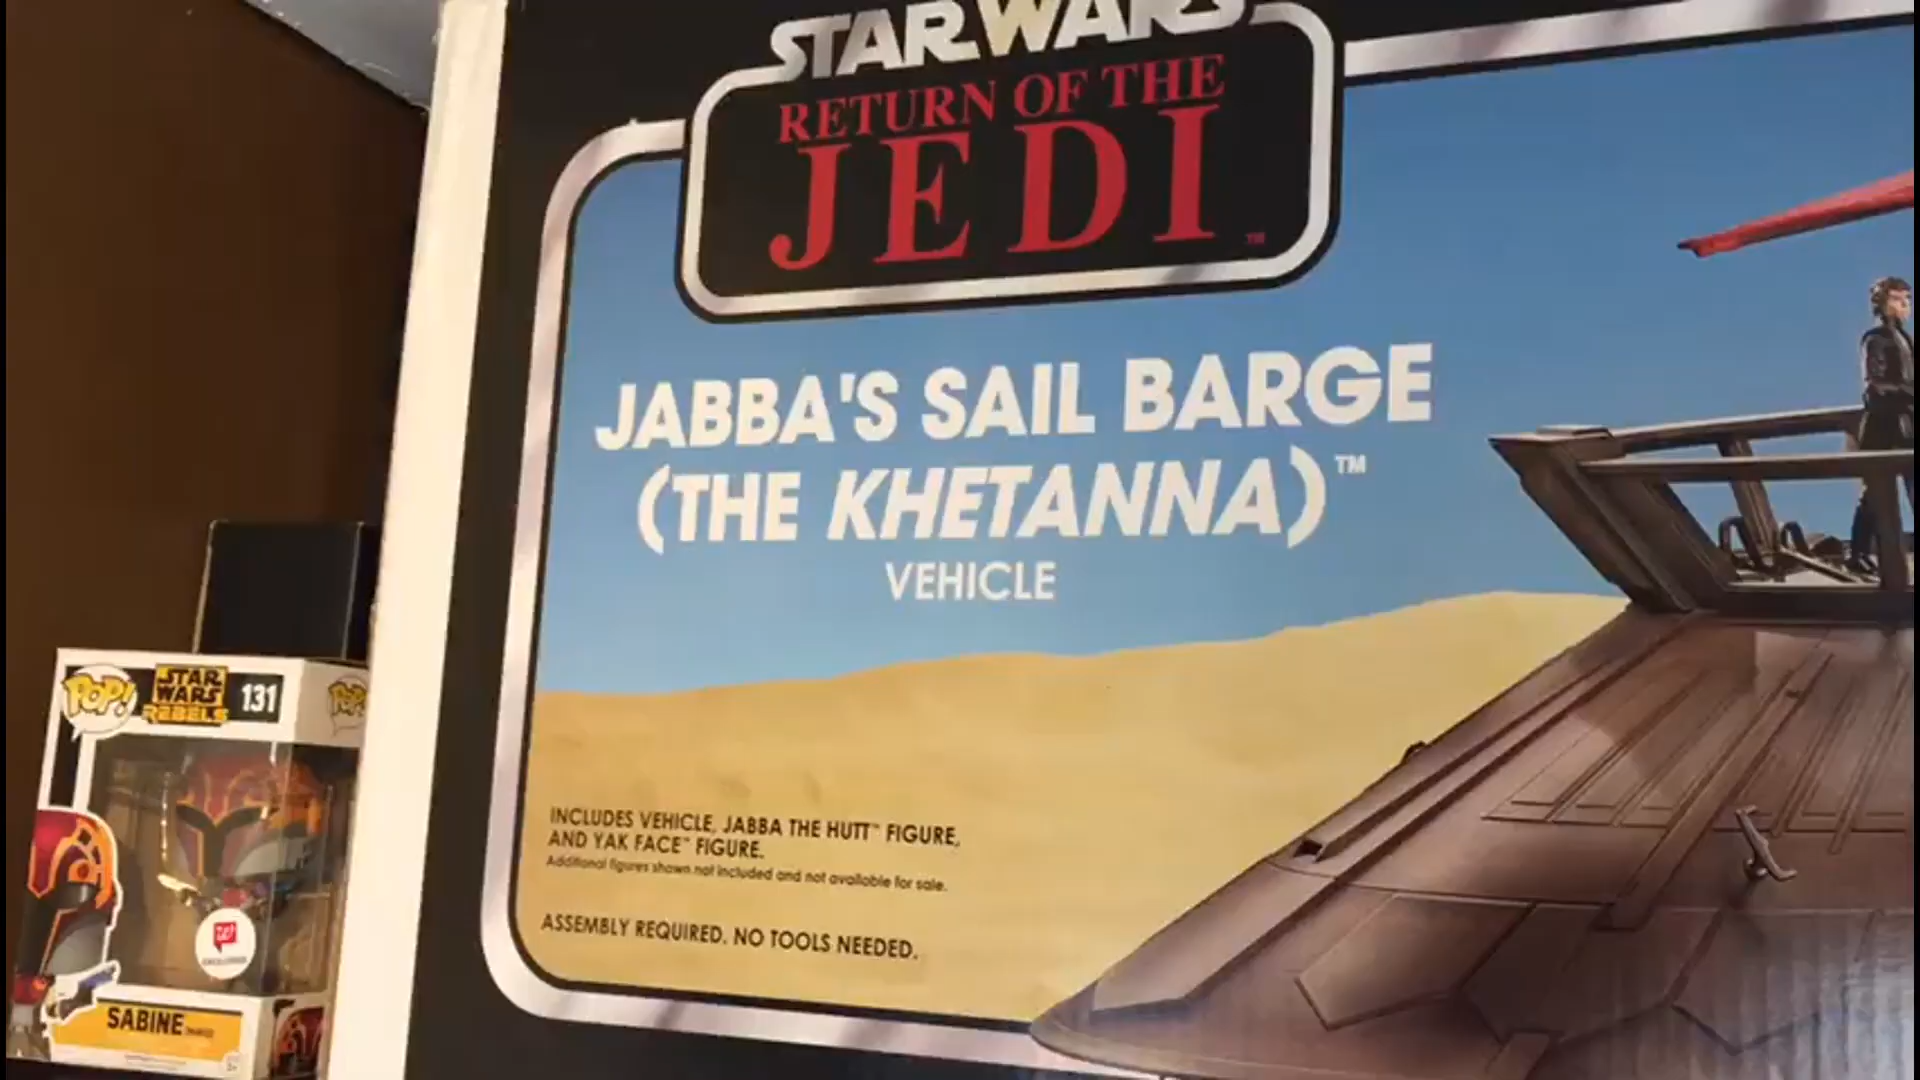 STAR WARS
RETURN OF THE
JEDI
TM
JABBA'S SAIL BARGE
(THE KHETANNA)™
VEHICLE
INCLUDES VEHICLE, JABBA THE HUTT™ FIGURE,
AND YAK FACE™ FIGURE.
Additional figures shown not included and not available for sale.
ASSEMBLY REQUIRED. NO TOOLS NEEDED.
POP!
STAR
WARS
REBELS
131
POP!
SABINE